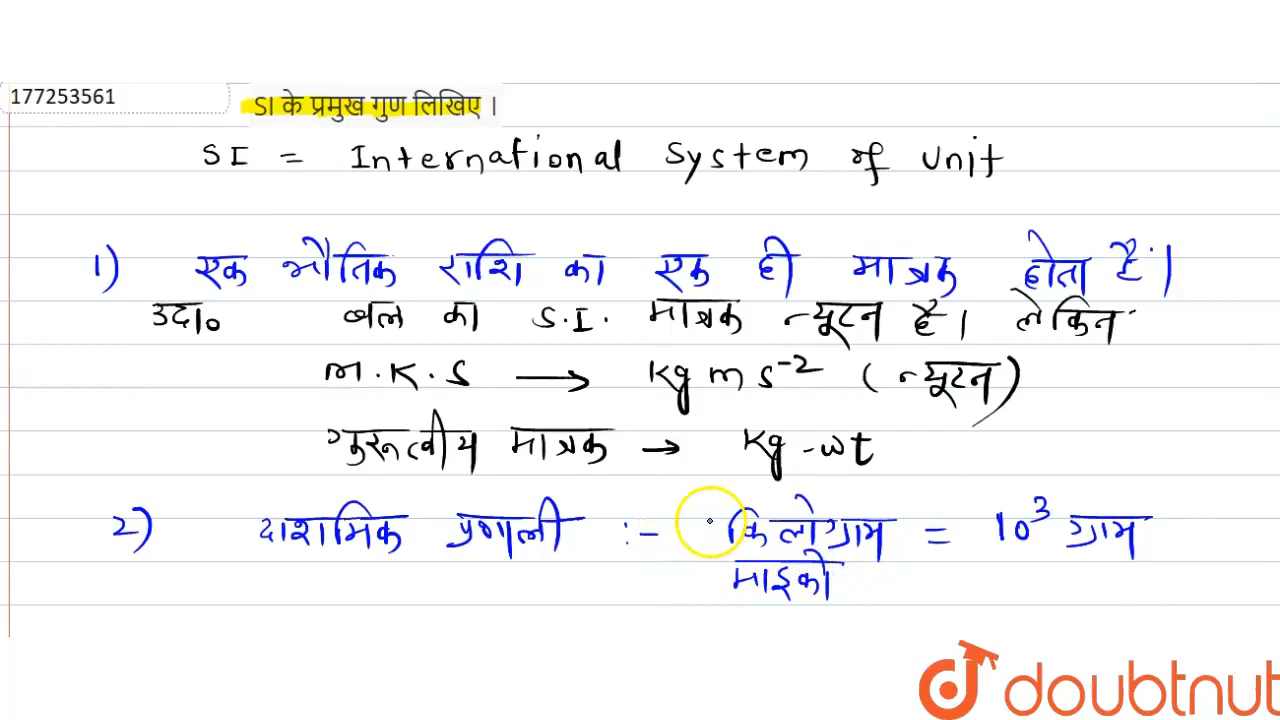 177253561
SI के प्रमुख गुण लिखिए ।
SI = International System of Unit
1) एक भौतिक राशि का एक ही मात्रक होता है।
उदा० बल का S.I. मात्रक न्यूटन है। लेकिन
M.K.S → Kg m s⁻² (न्यूटन)
गुरुत्वीय मात्रक → Kg-wt
2) दाशमिक प्रणाली :- किलोग्राम = 10³ ग्राम
माइको
doubtnut